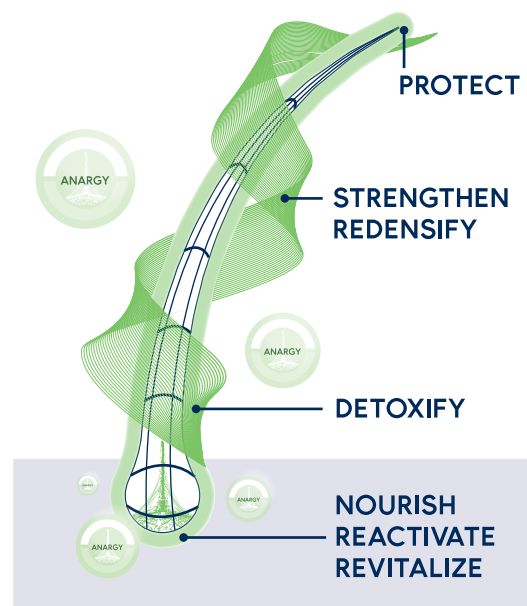 PROTECT
ANARGY
STRENGTHEN
REDENSIFY
ANARGY
DETOXIFY
ANARGY
NOURISH
REACTIVATE
REVITALIZE
ANARGY